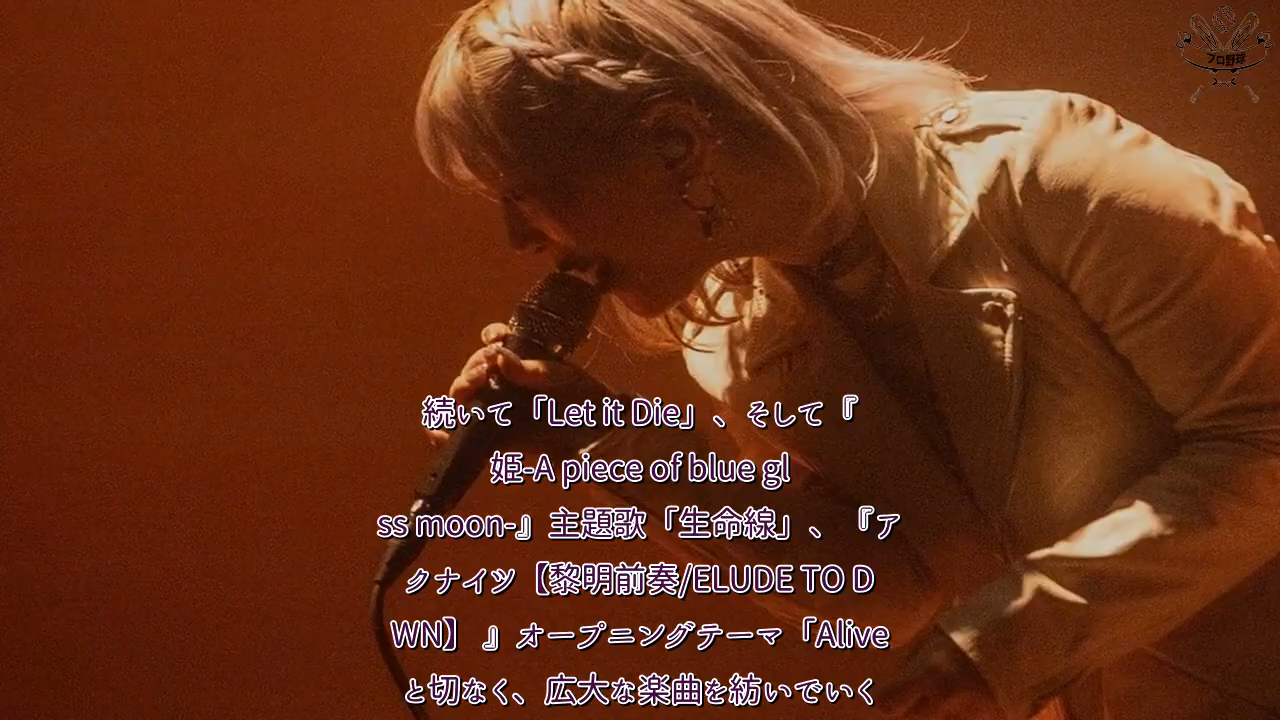 プロ野球
続いて「Let it Die」、そして『
姫-A piece of blue gl
ss moon-』主題歌「生命線」、『ア
クナイツ【黎明前奏/ELUDE TO D
WN】 』オープニングテーマ「Alive
と切なく、広大な楽曲を紡いでいく